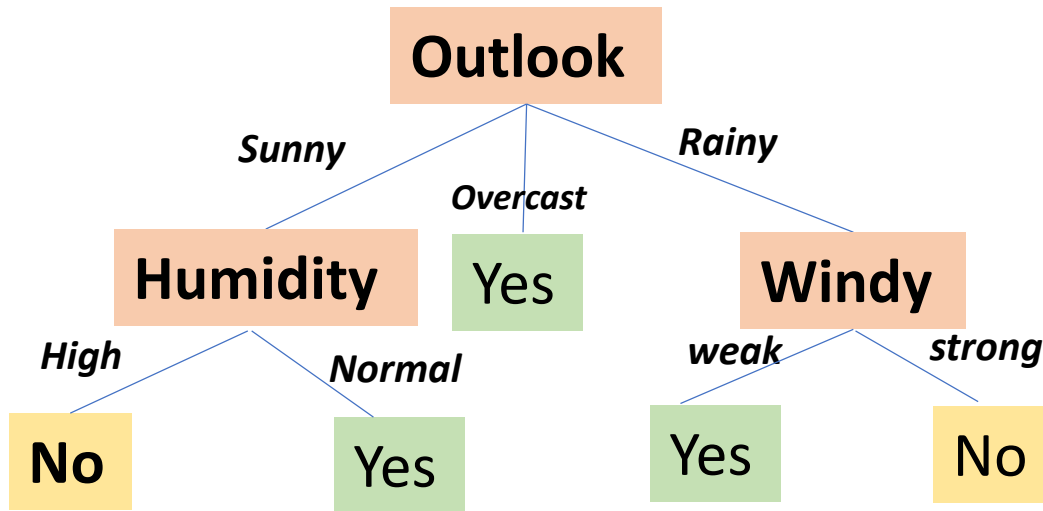 Outlook
Sunny
Rainy
Overcast
Humidity
Yes
Windy
High
Normal
weak
strong
No
Yes
Yes
No